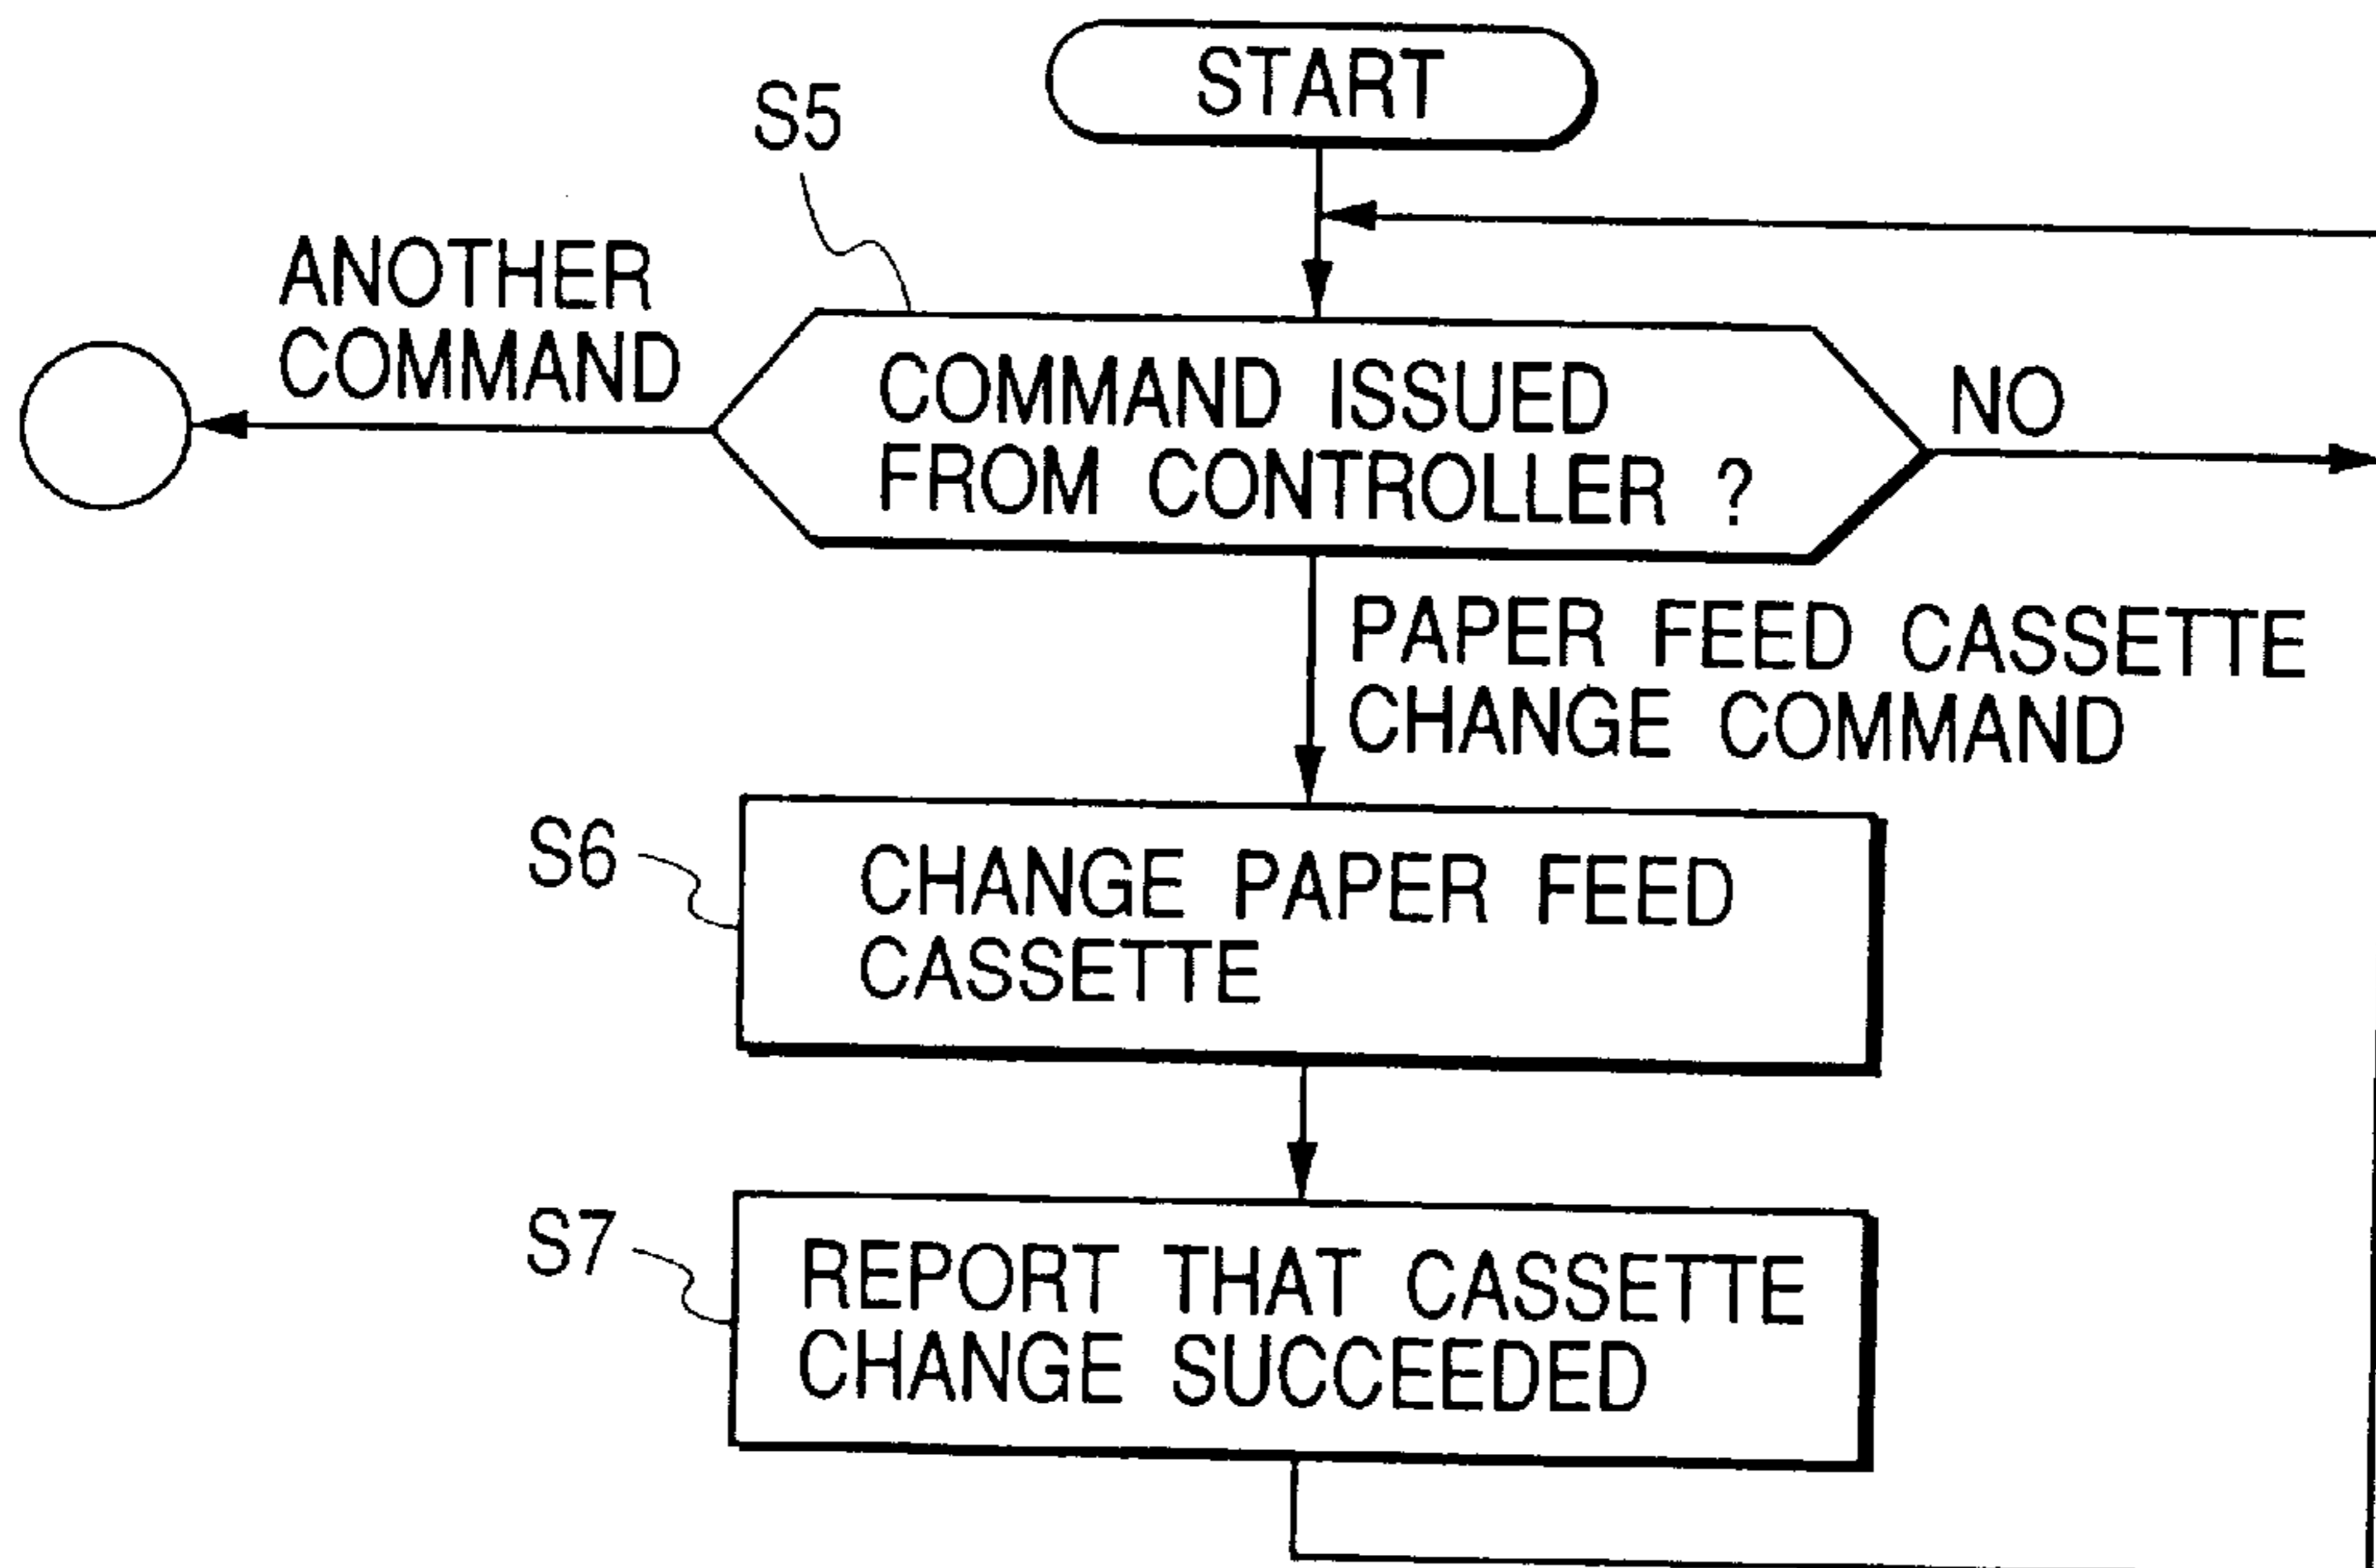 START
S5
ANOTHER
COMMAND
COMMAND ISSUED
FROM CONTROLLER ?
NO
PAPER FEED CASSETTE
CHANGE COMMAND
S6
CHANGE PAPER FEED
CASSETTE
S7
REPORT THAT CASSETTE
CHANGE SUCCEEDED